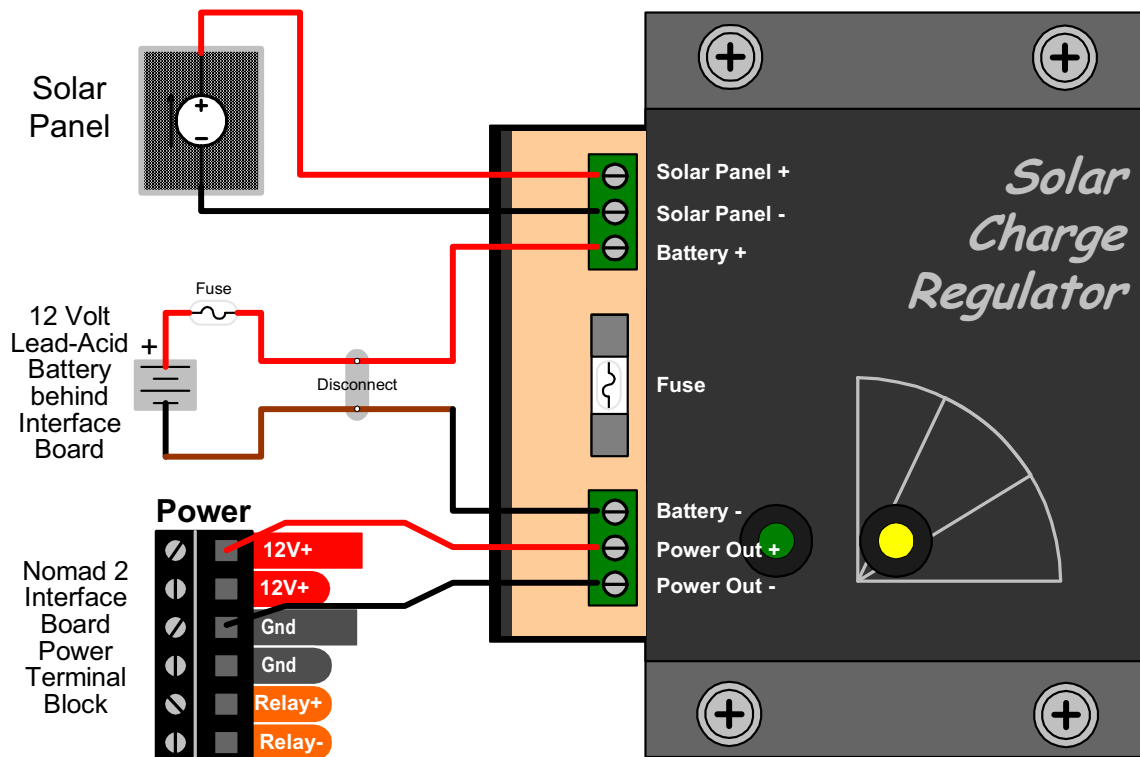 Solar
Panel
+
−
Solar Panel +
Solar Panel -
Battery +
Solar
Charge
Regulator
Fuse
12 Volt
Lead-Acid
Battery
behind
Interface
Board
+
Disconnect
Fuse
Power
Battery -
Power Out +
Power Out -
Nomad 2
Interface
Board
Power
Terminal
Block
12V+
12V+
Gnd
Gnd
Relay+
Relay-